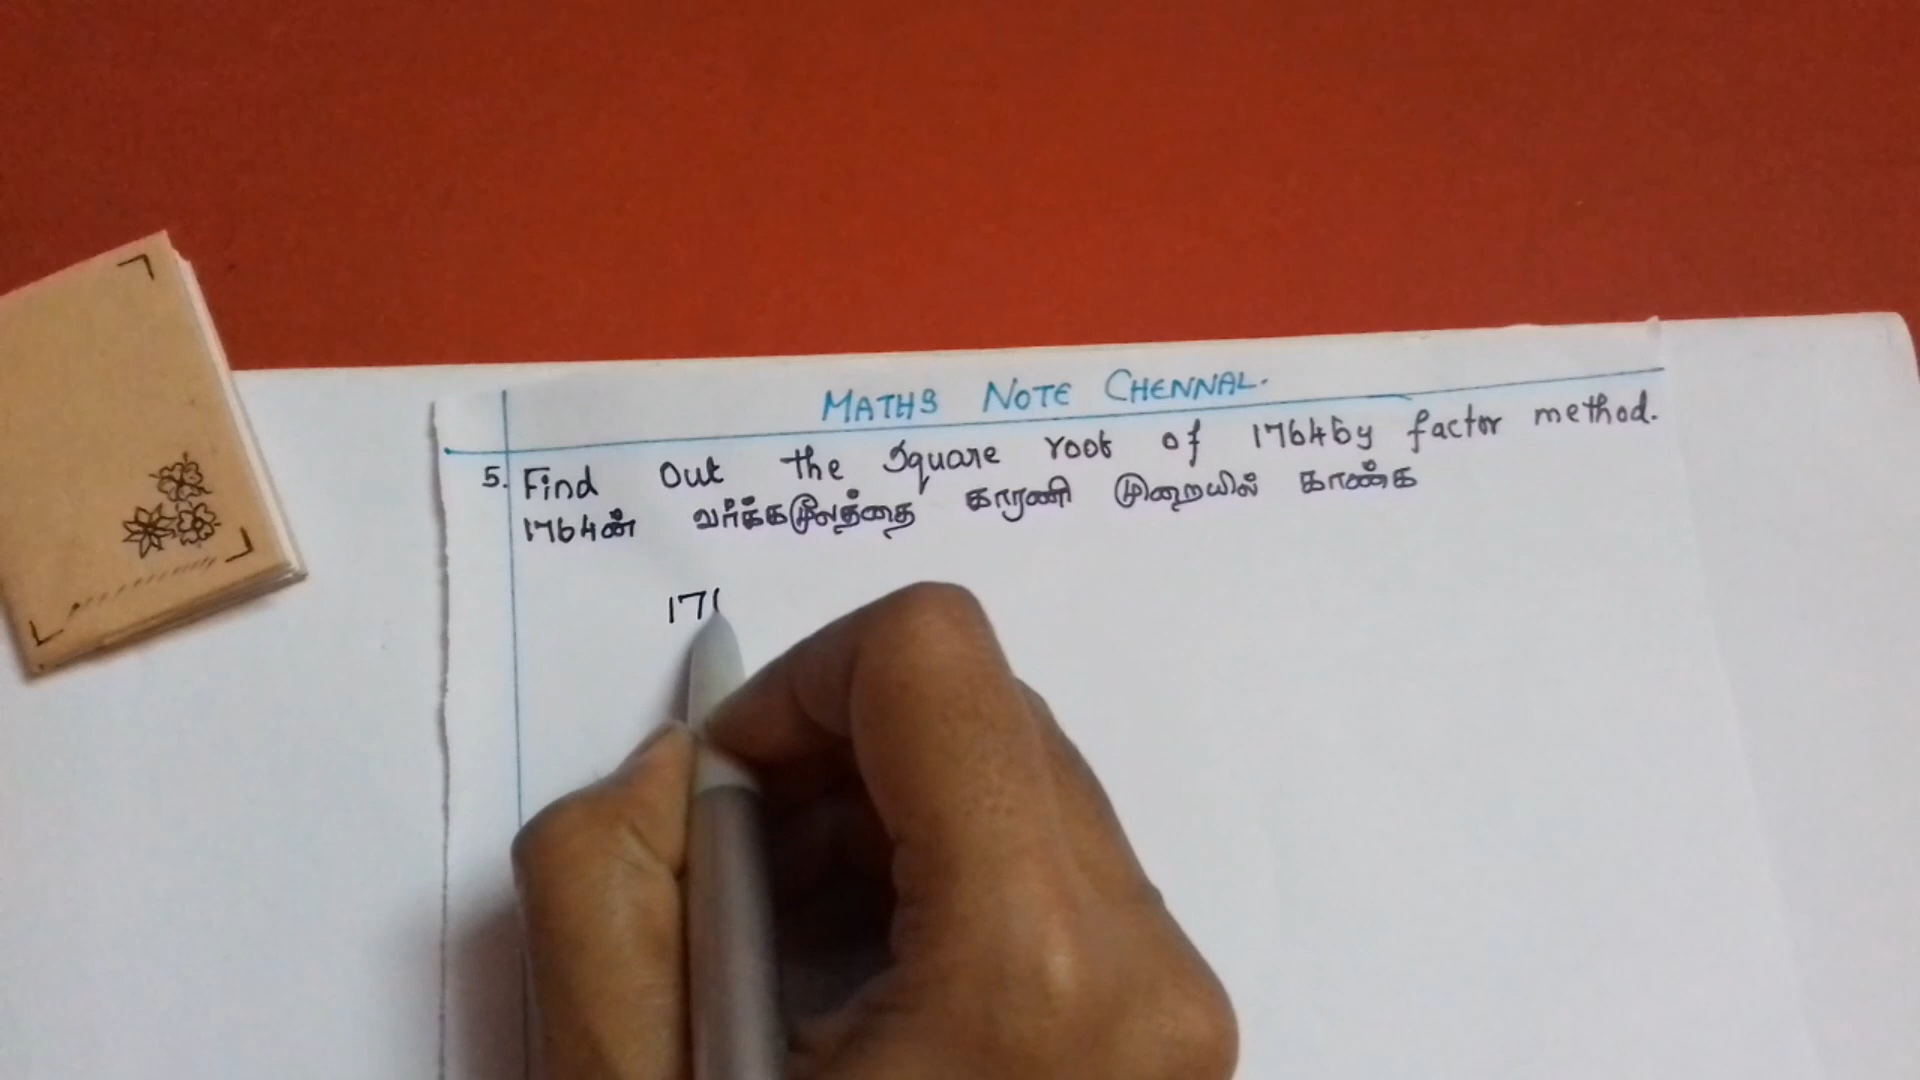 MATHS NOTE CHENNAL.
5. Find out the square root of 1764 by factor method.
1764ன் வர்க்கமூலத்தை காரணி முறையில் காண்க
17